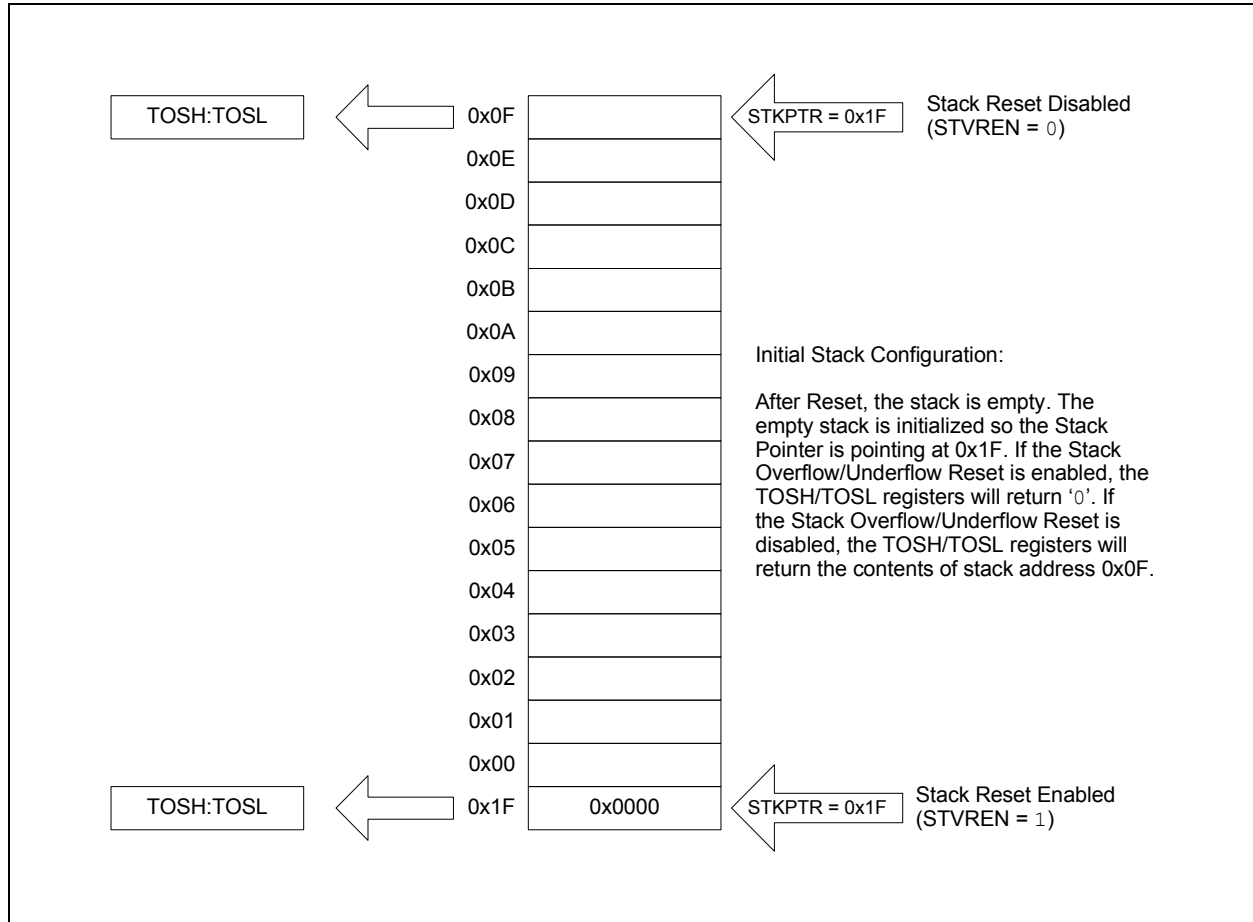 TOSH:TOSL
0x0F
STKPTR = 0x1F
Stack Reset Disabled
(STVREN = 0)
0x0E
0x0D
0x0C
0x0B
0x0A
0x09
0x08
0x07
0x06
0x05
0x04
0x03
0x02
0x01
0x00
Initial Stack Configuration:
After Reset, the stack is empty. The
empty stack is initialized so the Stack
Pointer is pointing at 0x1F. If the Stack
Overflow/Underflow Reset is enabled, the
TOSH/TOSL registers will return ‘0’. If
the Stack Overflow/Underflow Reset is
disabled, the TOSH/TOSL registers will
return the contents of stack address 0x0F.
TOSH:TOSL
0x1F
0x0000
STKPTR = 0x1F
Stack Reset Enabled
(STVREN = 1)